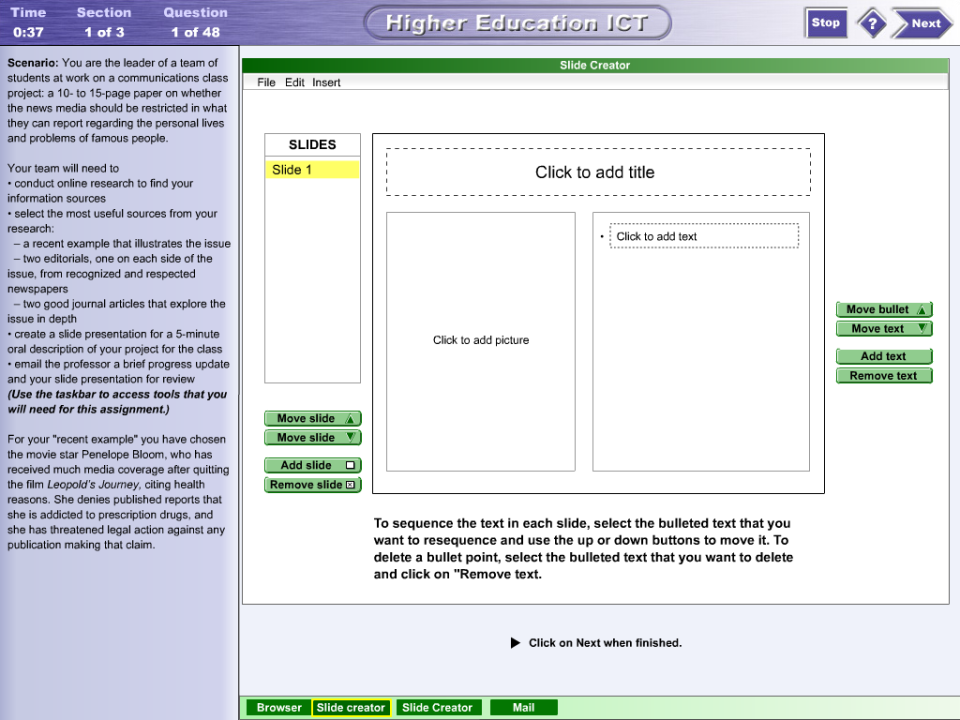 Time
Section
Question
0:37
1 of 3
1 of 48
Higher Education ICT
Stop
?
Next
Scenario: You are the leader of a team of
students at work on a communications class
project: a 10- to 15-page paper on whether
the news media should be restricted in what
they can report regarding the personal lives
and problems of famous people.
Your team will need to
• conduct online research to find your
information sources
• select the most useful sources from your
research:
– a recent example that illustrates the issue
– two editorials, one on each side of the
issue, from recognized and respected
newspapers
– two good journal articles that explore the
issue in depth
• create a slide presentation for a 5-minute
oral description of your project for the class
• email the professor a brief progress update
and your slide presentation for review
(Use the taskbar to access tools that you
will need for this assignment.)
For your "recent example" you have chosen
the movie star Penelope Bloom, who has
received much media coverage after quitting
the film Leopold's Journey, citing health
reasons. She denies published reports that
she is addicted to prescription drugs, and
she has threatened legal action against any
publication making that claim.
Slide Creator
File Edit Insert
SLIDES
Slide 1
Move slide
Move slide
Add slide
Remove slide
Click to add title
Click to add picture
• Click to add text
Move bullet
Move text
Add text
Remove text
To sequence the text in each slide, select the bulleted text that you
want to resequence and use the up or down buttons to move it. To
delete a bullet point, select the bulleted text that you want to delete
and click on "Remove text.
Click on Next when finished.
Browser
Slide creator
Slide Creator
Mail